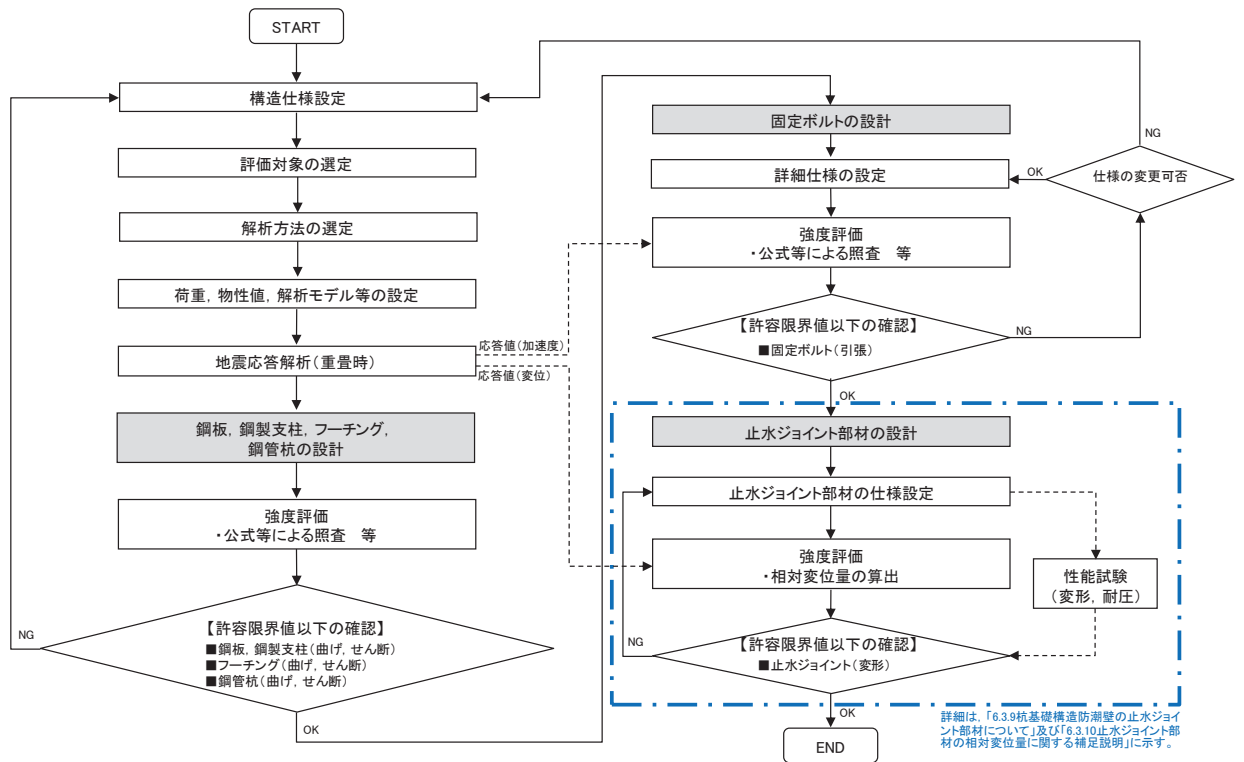 START
構造仕様設定
評価対象の選定
解析方法の選定
荷重, 物性値, 解析モデル等の設定
地震応答解析(重畳時)
応答値(加速度)
応答値(変位)
鋼板, 鋼製支柱, フーチング,
鋼管杭の設計
強度評価
・公式等による照査　等
【許容限界値以下の確認】
■鋼板, 鋼製支柱(曲げ, せん断)
■フーチング(曲げ, せん断)
■鋼管杭(曲げ, せん断)
NG
OK
固定ボルトの設計
詳細仕様の設定
OK
仕様の変更可否
NG
強度評価
・公式等による照査　等
【許容限界値以下の確認】
■固定ボルト(引張)
NG
OK
止水ジョイント部材の設計
止水ジョイント部材の仕様設定
強度評価
・相対変位量の算出
性能試験
(変形, 耐圧)
【許容限界値以下の確認】
■止水ジョイント(変形)
NG
OK
END
詳細は,「6.3.9杭基礎構造防潮壁の止水ジョイ
ント部材について」及び「6.3.10止水ジョイント部
材の相対変位量に関する補足説明」に示す。